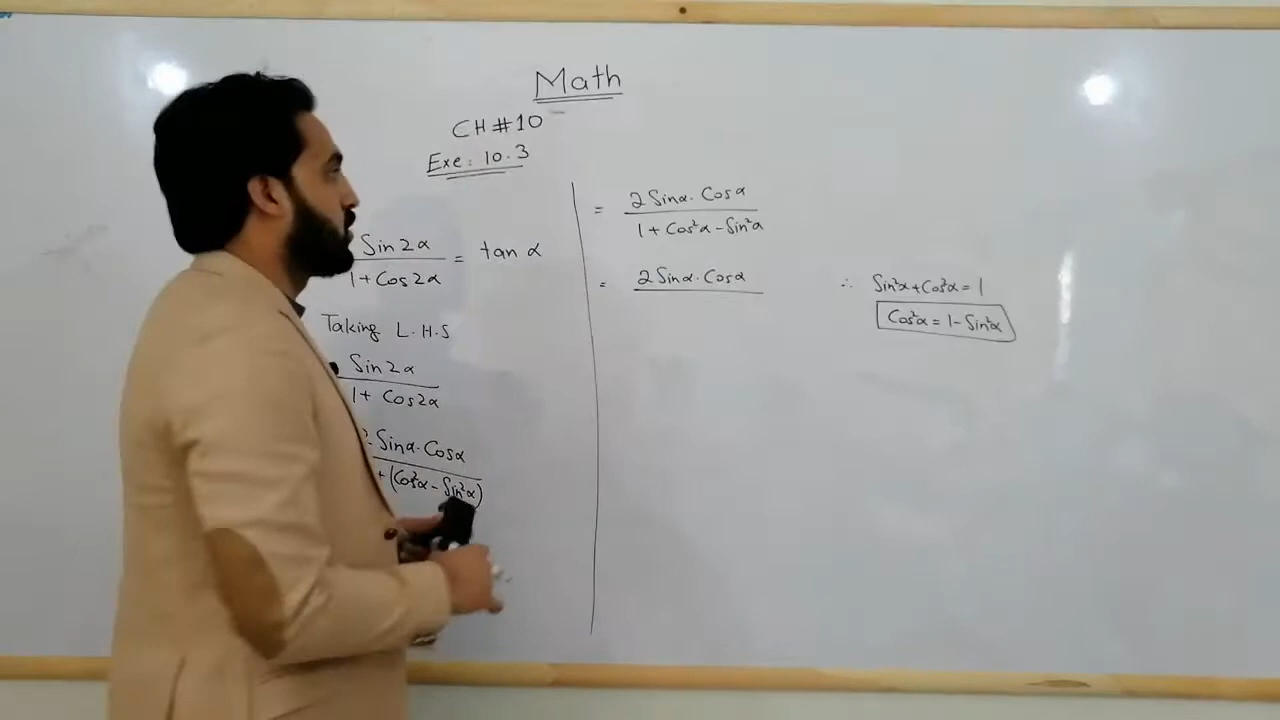 Math
CH#10
Exe: 10.3
Sin2α / 1+Cos2α = tan α
Taking L.H.S
Sin2α / 1+ Cos2α
Sinα·Cosα / + (Cos²α - Sin²α)
= 2Sinα·Cosα / 1+Cos²α-Sin²α
= 2Sinα·Cosα
∴ Sin²α+Cos²α=1
Cos²α = 1-Sin²α